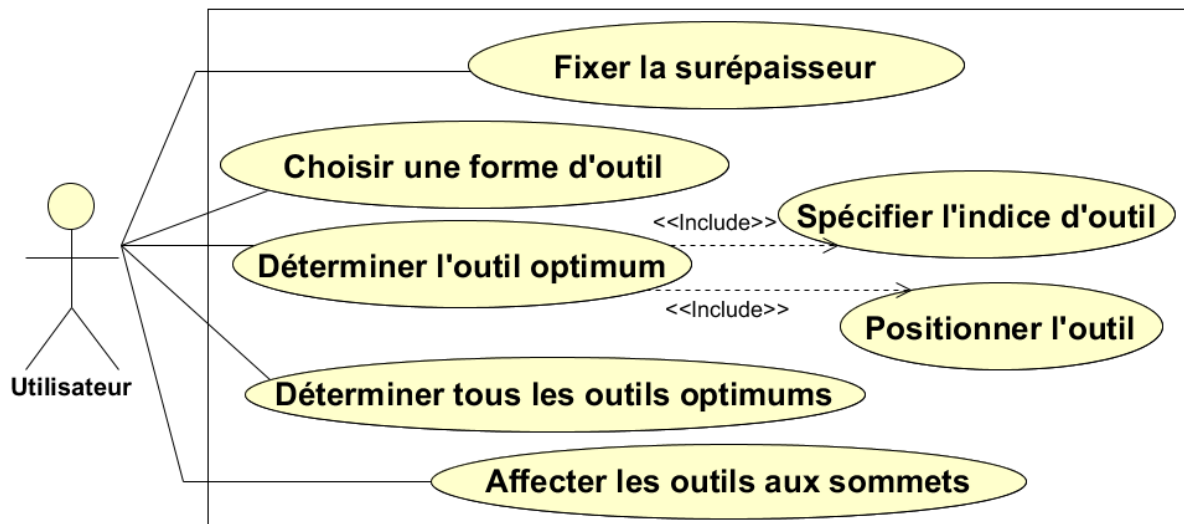 Fixer la surépaisseur
Choisir une forme d'outil
<<Include>>
Spécifier l'indice d'outil
Déterminer l'outil optimum
<<Include>>
Positionner l'outil
Utilisateur
Déterminer tous les outils optimums
Affecter les outils aux sommets